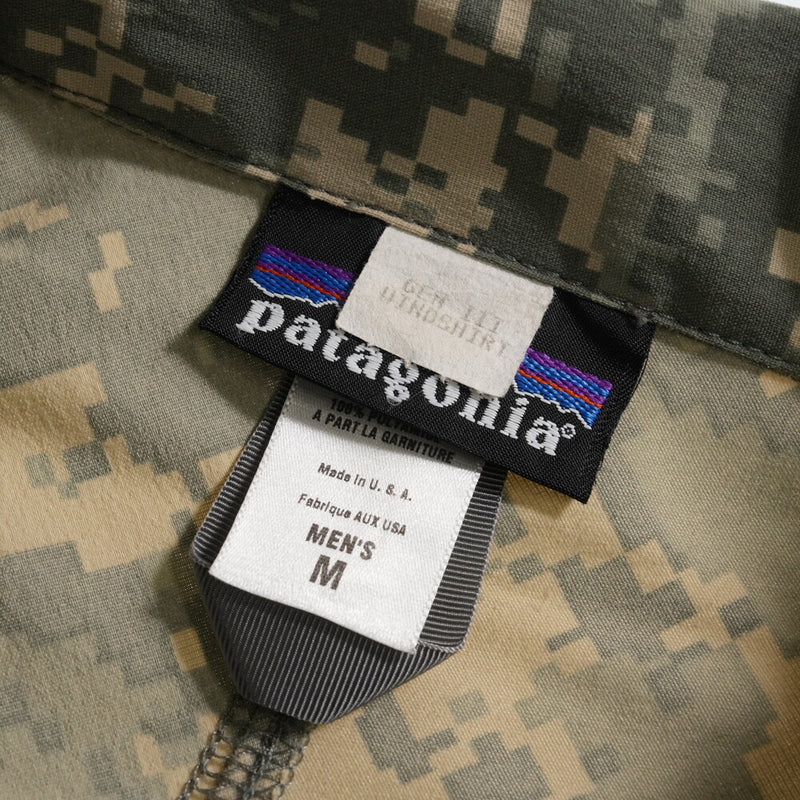 GEN III
WINDSHIRT
patagonia®
100% POLYAMIDE
A PART LA GARNITURE
Made in U. S. A.
Fabrique AUX USA
MEN'S
M